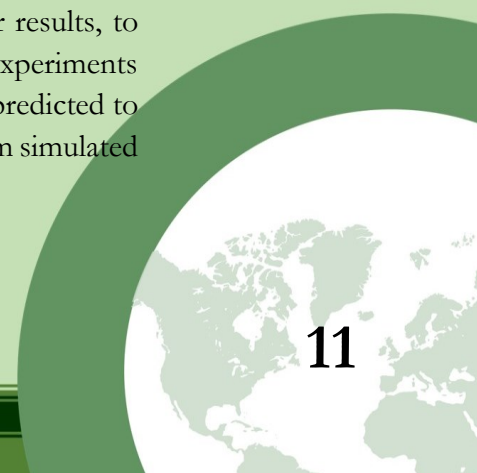 r results, to
xperiments
predicted to
m simulated
11